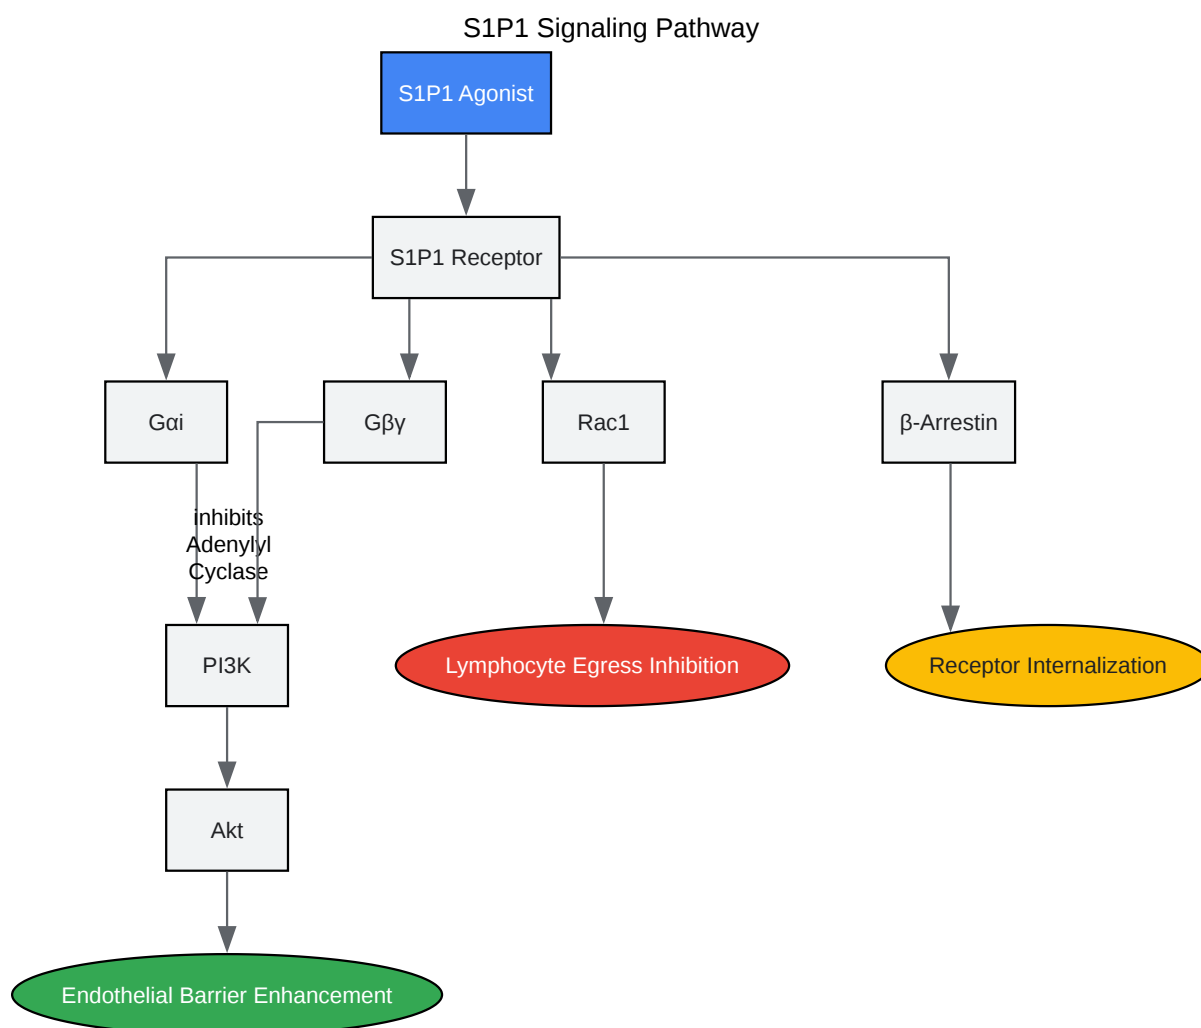 S1P1 Signaling Pathway
S1P1 Agonist
S1P1 Receptor
Gαi
Gβγ
Rac1
β-Arrestin
inhibits
Adenylyl
Cyclase
PI3K
Lymphocyte Egress Inhibition
Receptor Internalization
Akt
Endothelial Barrier Enhancement